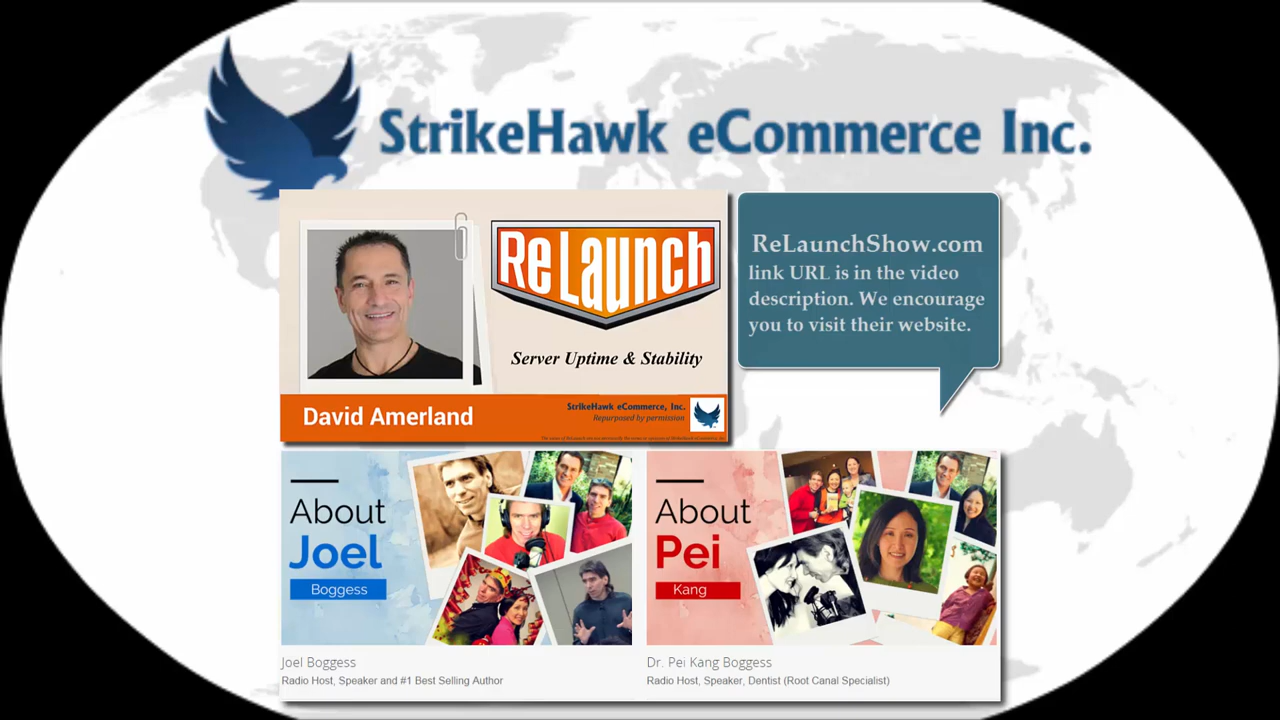 StrikeHawk eCommerce Inc.
ReLaunch
Server Uptime & Stability
David Amerland
StrikeHawk eCommerce, Inc.
Repurposed by permission
ReLaunchShow.com
link URL is in the video
description. We encourage
you to visit their website.
About
Joel
Boggess
About
Pei
Kang
Joel Boggess
Radio Host, Speaker and #1 Best Selling Author
Dr. Pei Kang Boggess
Radio Host, Speaker, Dentist (Root Canal Specialist)